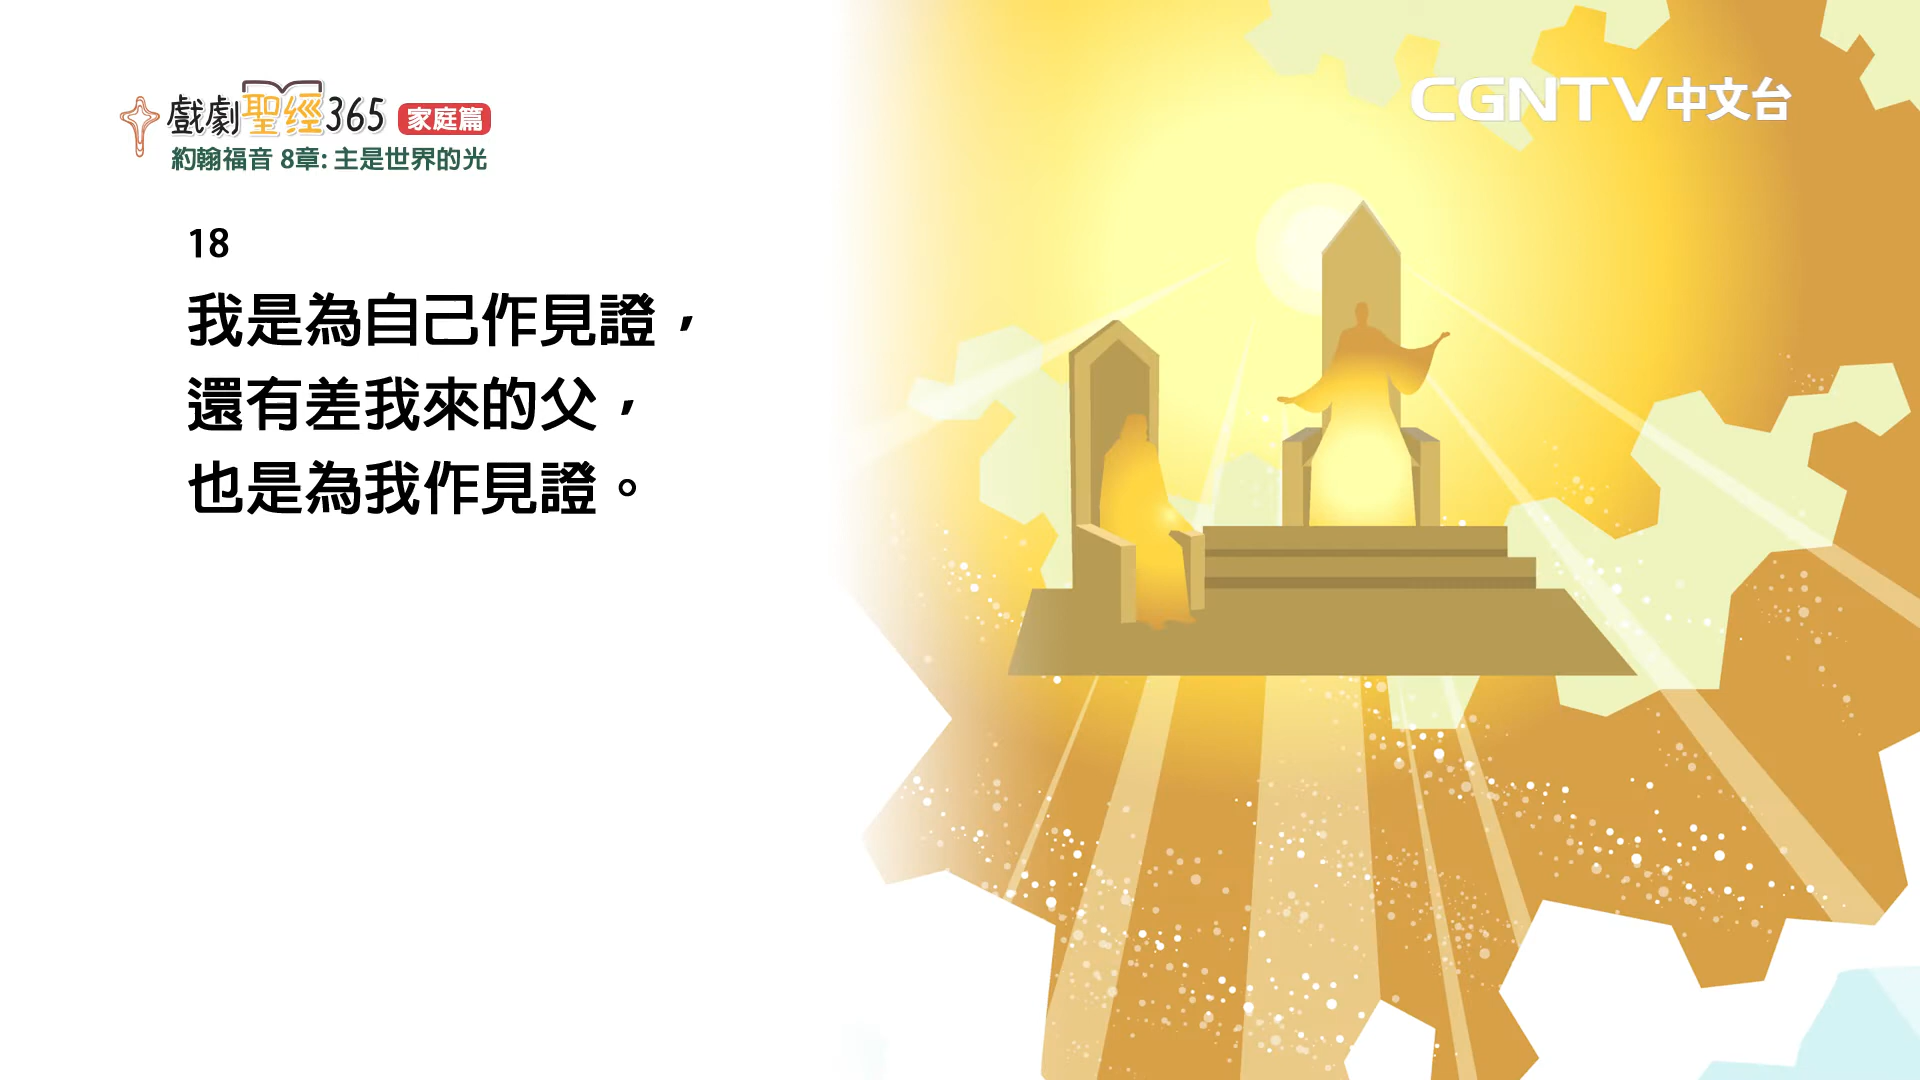 戲劇聖經365 家庭篇
約翰福音 8章: 主是世界的光
CGNTV中文台
18
我是為自己作見證，
還有差我來的父，
也是為我作見證。